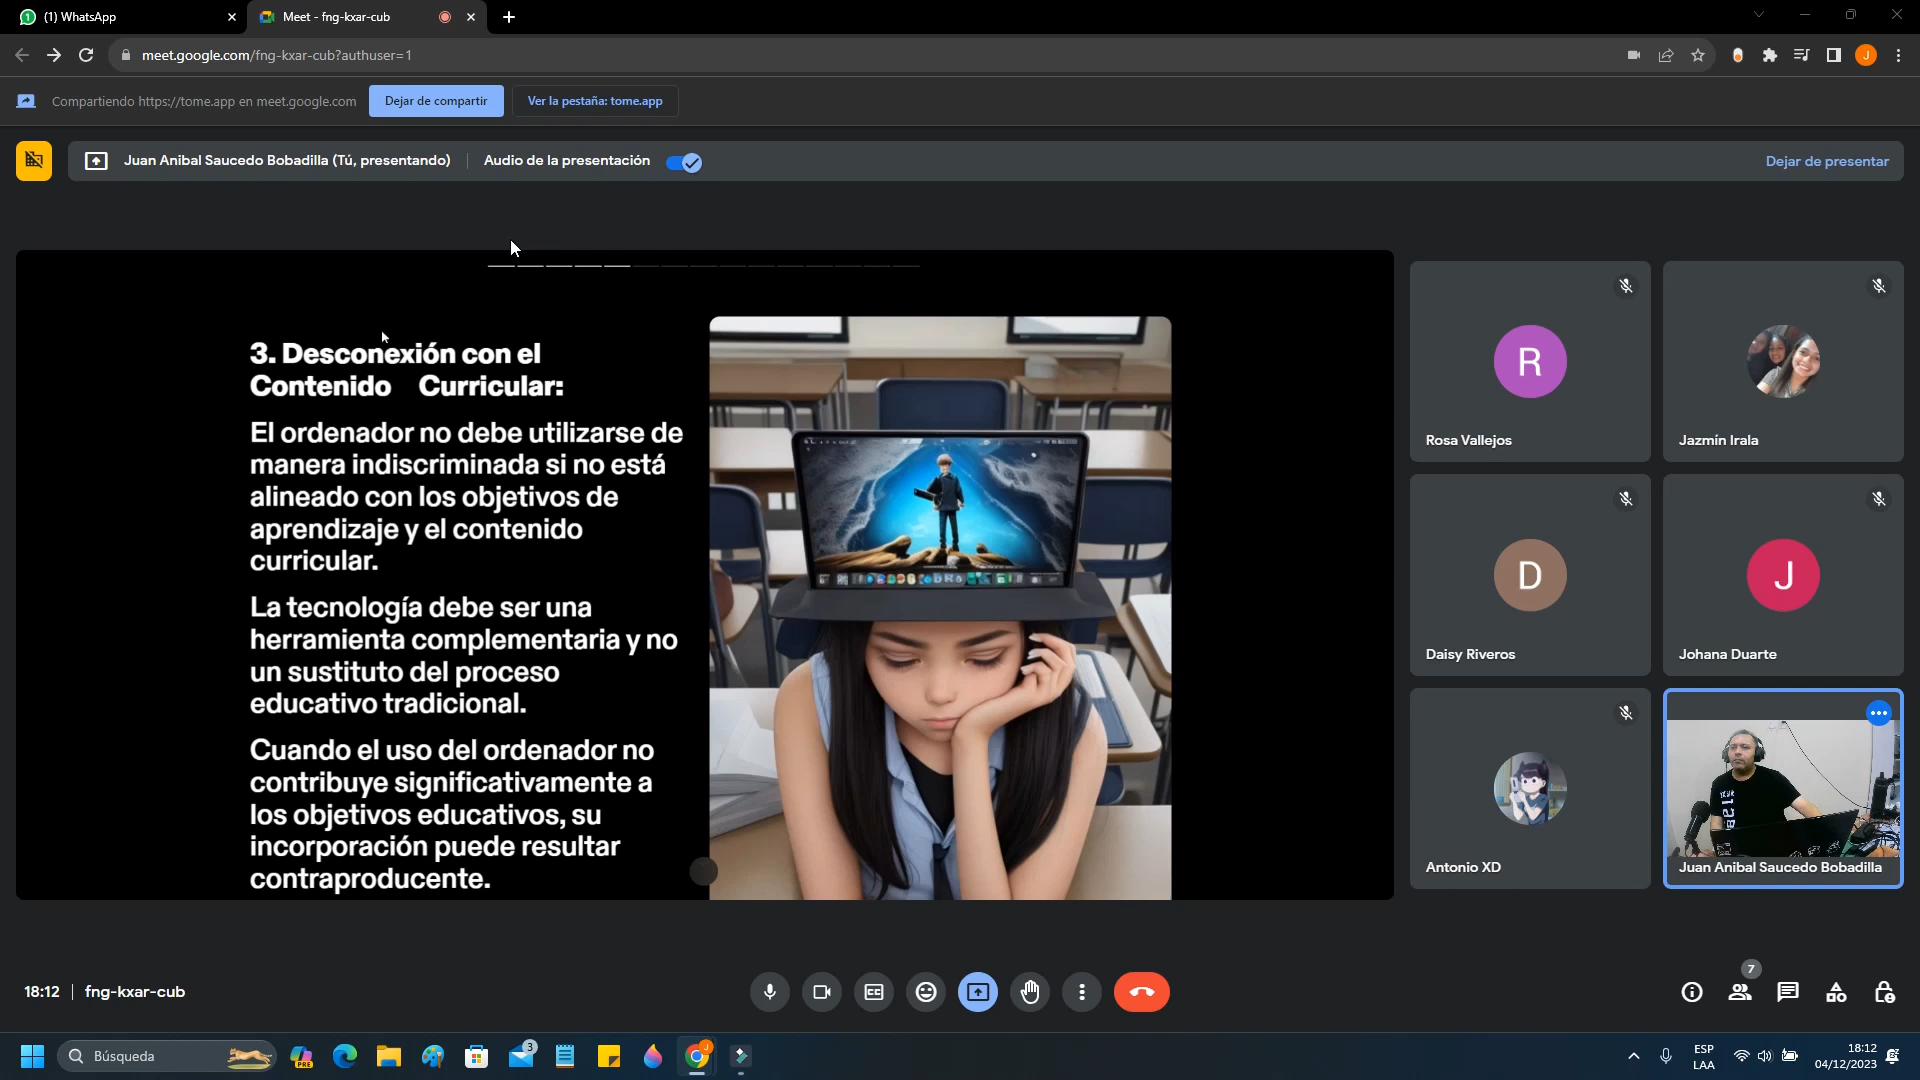 (1) WhatsApp
Meet - fng-kxar-cub
meet.google.com/fng-kxar-cub?authuser=1
Compartiendo https://tome.app en meet.google.com
Dejar de compartir
Ver la pestaña: tome.app
Juan Anibal Saucedo Bobadilla (Tú, presentando)
Audio de la presentación
Dejar de presentar
3. Desconexión con el
Contenido Curricular:
El ordenador no debe utilizarse de
manera indiscriminada si no está
alineado con los objetivos de
aprendizaje y el contenido
curricular.
La tecnología debe ser una
herramienta complementaria y no
un sustituto del proceso
educativo tradicional.
Cuando el uso del ordenador no
contribuye significativamente a
los objetivos educativos, su
incorporación puede resultar
contraproducente.
R
Rosa Vallejos
Jazmín Irala
D
Daisy Riveros
J
Johana Duarte
Antonio XD
Juan Anibal Saucedo Bobadilla
18:12 | fng-kxar-cub
7
Búsqueda
PRE
3
J
ESP
LAA
18:12
04/12/2023